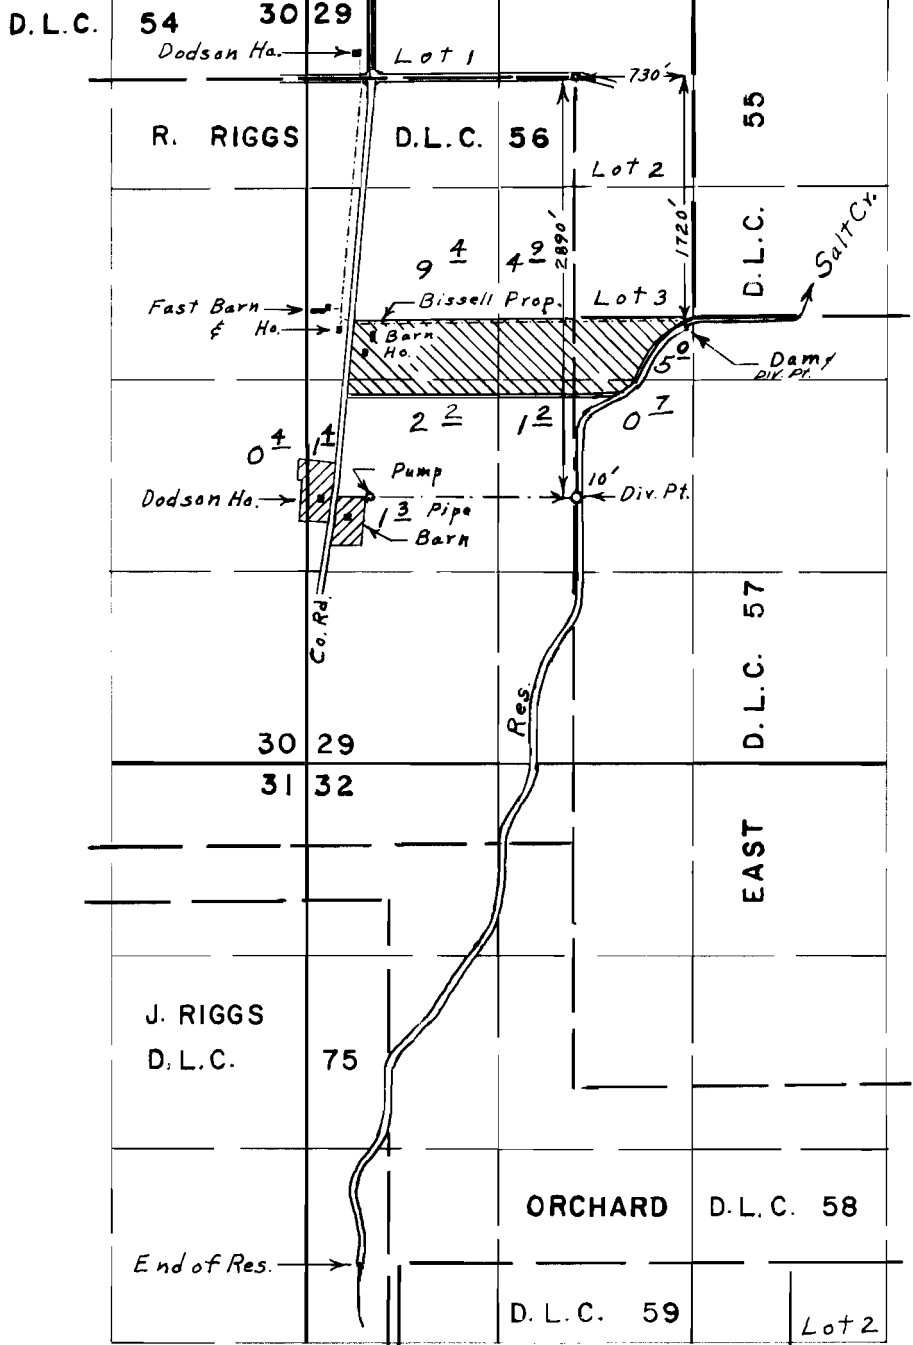 D.L.C. 54 30 29
Dodson Ho.
Lot 1
730'
R. RIGGS D.L.C. 56
Lot 2
D.L.C. 55
2890'
1720'
Salt Cr.
9 4 4 9
Bissell Prop.
Lot 3
Fast Barn
& Ho.
Barn
Ho.
5 0
Dam &
Div. Pt.
2 2 1 2 0 7
0 4 1 4
Pump
10'
Dodson Ho.
Div. Pt.
1 3 Pipe
Barn
Co. Rd.
D.L.C. 57
Res.
30 29
31 32
EAST
J. RIGGS
D.L.C. 75
ORCHARD D.L.C. 58
End of Res.
D.L.C. 59
Lot 2